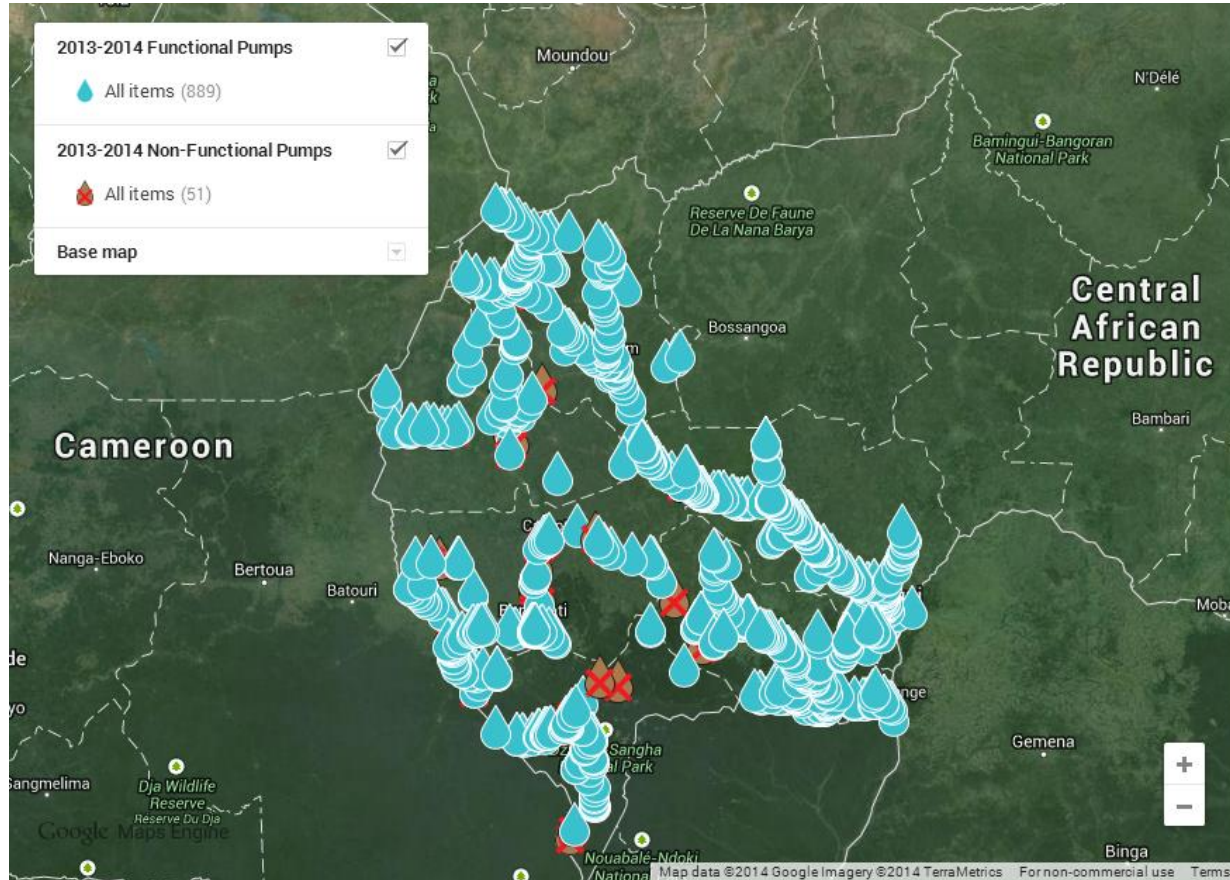 2013-2014 Functional Pumps
All items (889)
2013-2014 Non-Functional Pumps
All items (51)
Base map
Moundou
N'Délé
Bamingui-Bangoran
National Park
Reserve De Faune
De La Nana Barya
Bossangoa
Central
African
Republic
Bambari
Cameroon
Nanga-Eboko
Bertoua
Batouri
Gemena
Sangha
Park
Dja Wildlife
Reserve
Reserve Du Dja
Google Maps Engine
Nouabalé-Ndoki
Binga
Map data ©2014 Google Imagery ©2014 TerraMetrics
For non-commercial use